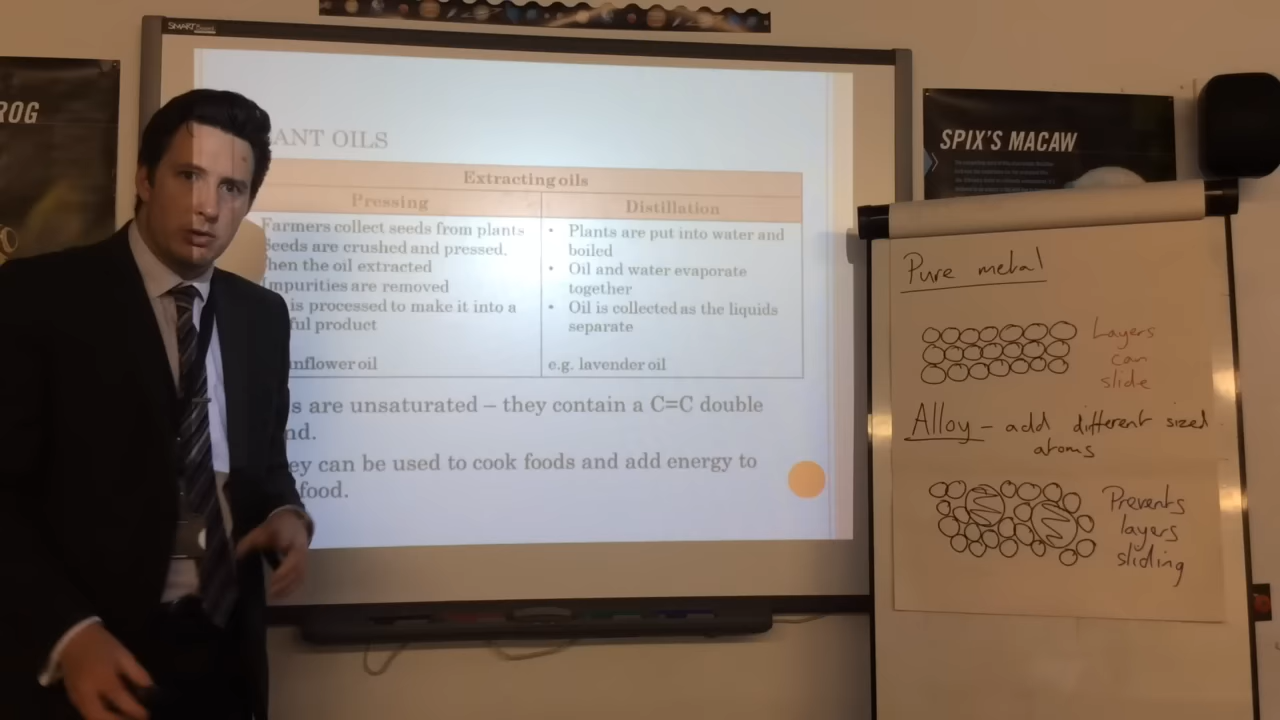 SMART
ROG
ANT OILS
Extracting oils
Pressing
Farmers collect seeds from plants
Seeds are crushed and pressed,
hen the oil extracted
mpurities are removed
is processed to make it into a
ful product
nflower oil
Distillation
• Plants are put into water and
boiled
• Oil and water evaporate
together
• Oil is collected as the liquids
separate
e.g. lavender oil
s are unsaturated – they contain a C=C double
nd.
ey can be used to cook foods and add energy to
food.
SPIX'S MACAW
Pure metal
Layers
can
slide
Alloy – add different sized
atoms
Prevents
layers
sliding